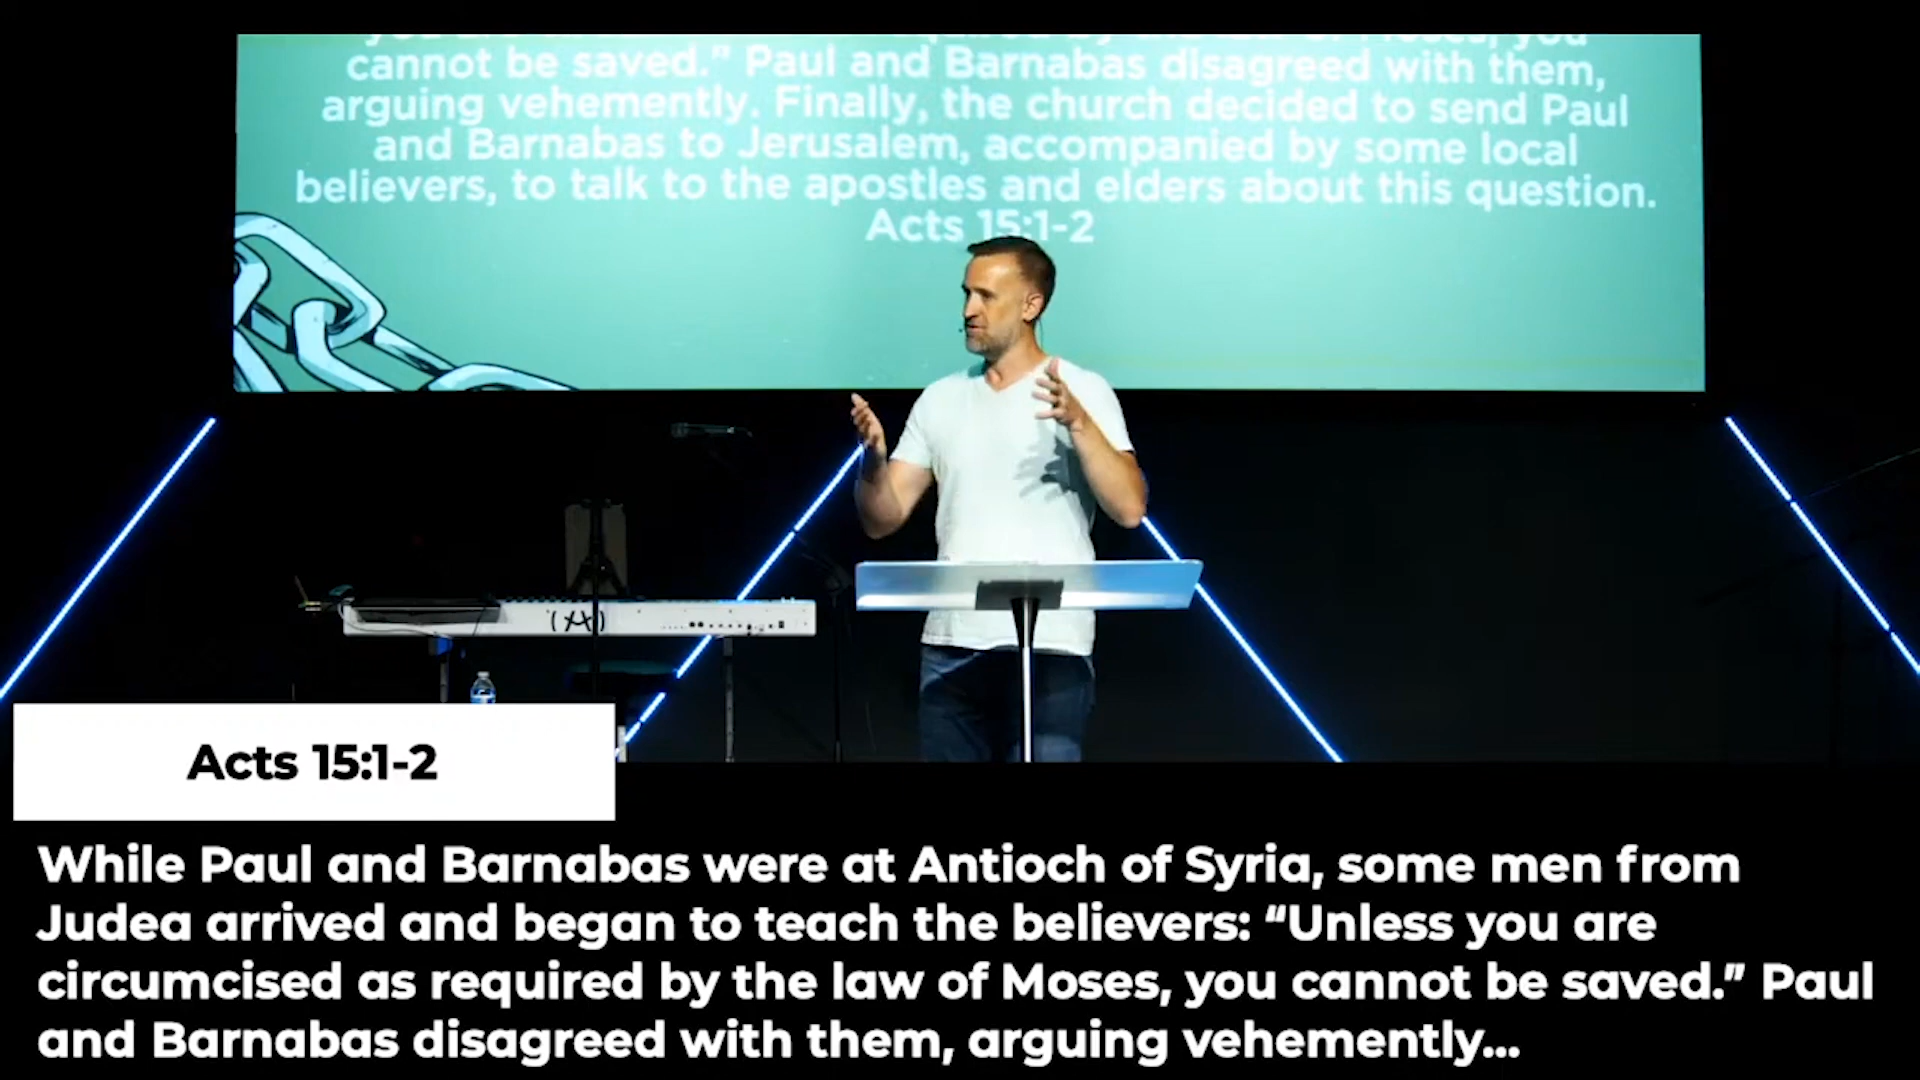 cannot be saved.” Paul and Barnabas disagreed with them,
arguing vehemently. Finally, the church decided to send Paul
and Barnabas to Jerusalem, accompanied by some local
believers, to talk to the apostles and elders about this question.
Acts 15:1-2
Acts 15:1-2
While Paul and Barnabas were at Antioch of Syria, some men from
Judea arrived and began to teach the believers: “Unless you are
circumcised as required by the law of Moses, you cannot be saved.” Paul
and Barnabas disagreed with them, arguing vehemently...